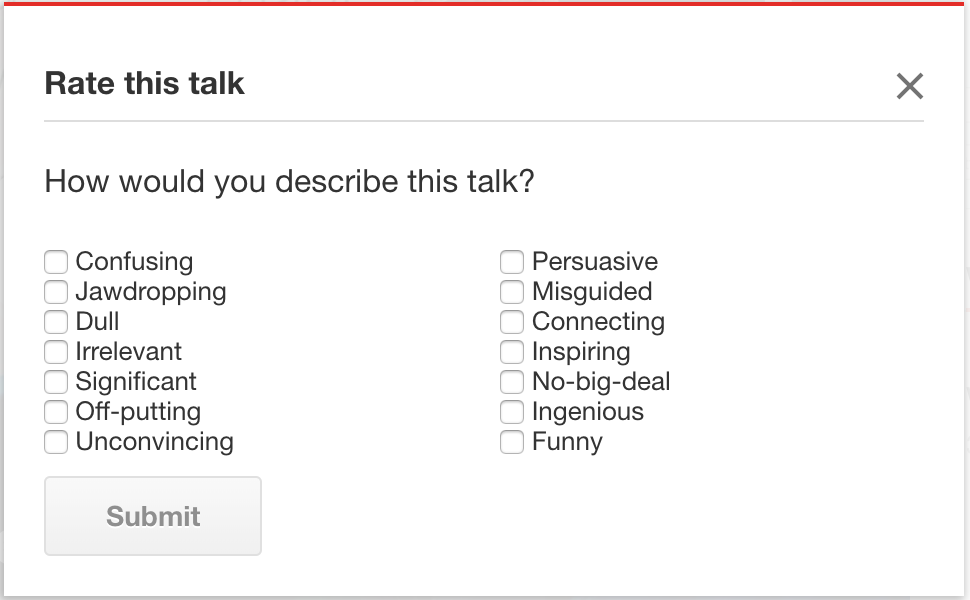 Rate this talk
How would you describe this talk?
Confusing
Jawdropping
Dull
Irrelevant
Significant
Off-putting
Unconvincing
Persuasive
Misguided
Connecting
Inspiring
No-big-deal
Ingenious
Funny
Submit